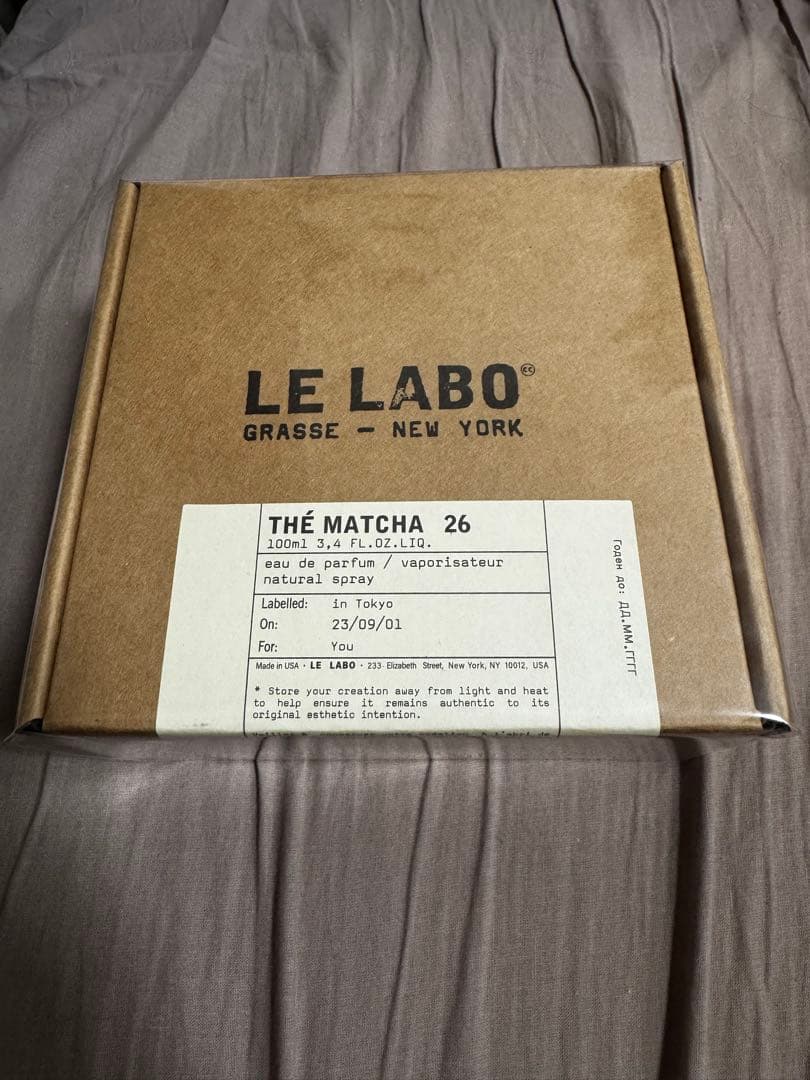 LE LABO
GRASSE — NEW YORK
THÉ MATCHA 26
100ml 3,4 FL.OZ.LIQ.
eau de parfum / vaporisateur
natural spray
Labelled: in Tokyo
On: 23/09/01
For: You
Made in USA · LE LABO · 233 Elizabeth Street, New York, NY 10012, USA
* Store your creation away from light and heat
to help ensure it remains authentic to its
original esthetic intention.
Годен до: ДД.ММ.ГГГГ